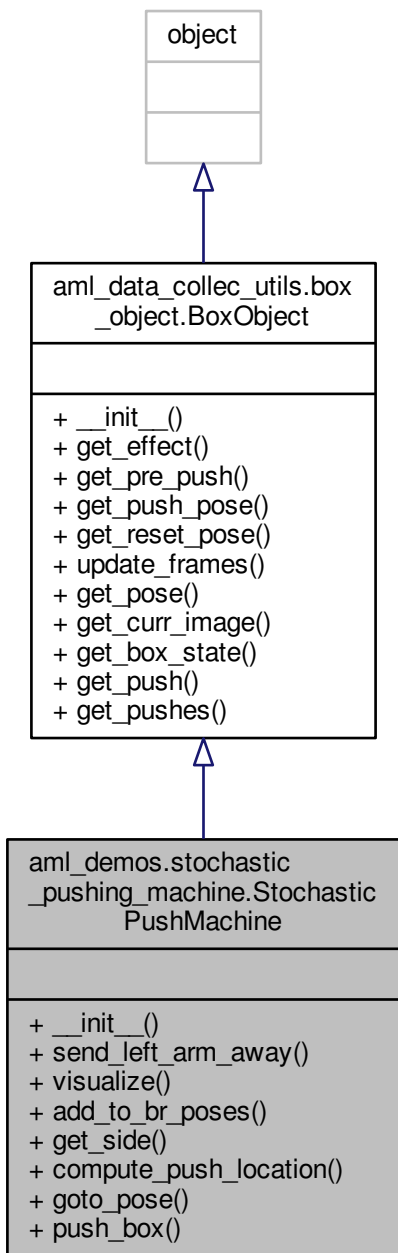 object
aml_data_collec_utils.box
_object.BoxObject
+ __init__()
+ get_effect()
+ get_pre_push()
+ get_push_pose()
+ get_reset_pose()
+ update_frames()
+ get_pose()
+ get_curr_image()
+ get_box_state()
+ get_push()
+ get_pushes()
aml_demos.stochastic
_pushing_machine.Stochastic
PushMachine
+ __init__()
+ send_left_arm_away()
+ visualize()
+ add_to_br_poses()
+ get_side()
+ compute_push_location()
+ goto_pose()
+ push_box()